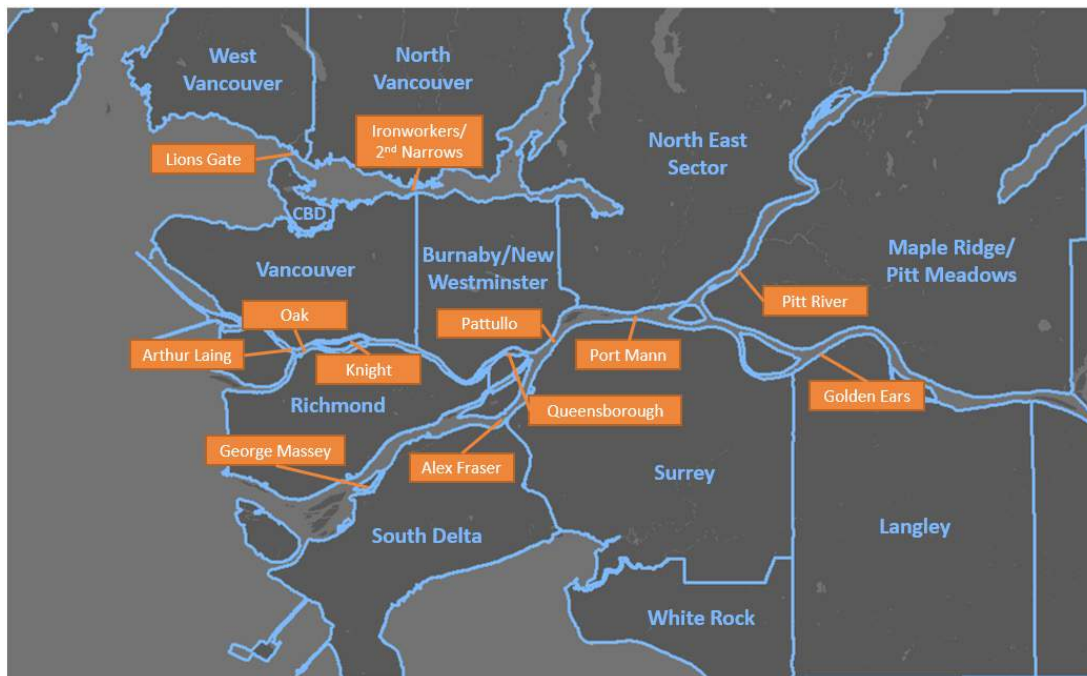 West
Vancouver
North
Vancouver
Ironworkers/
2nd Narrows
Lions Gate
North East
Sector
CBD
Vancouver
Burnaby/New
Westminster
Maple Ridge/
Pitt Meadows
Pitt River
Oak
Pattullo
Arthur Laing
Knight
Port Mann
Golden Ears
Richmond
Queensborough
George Massey
Alex Fraser
Surrey
South Delta
Langley
White Rock